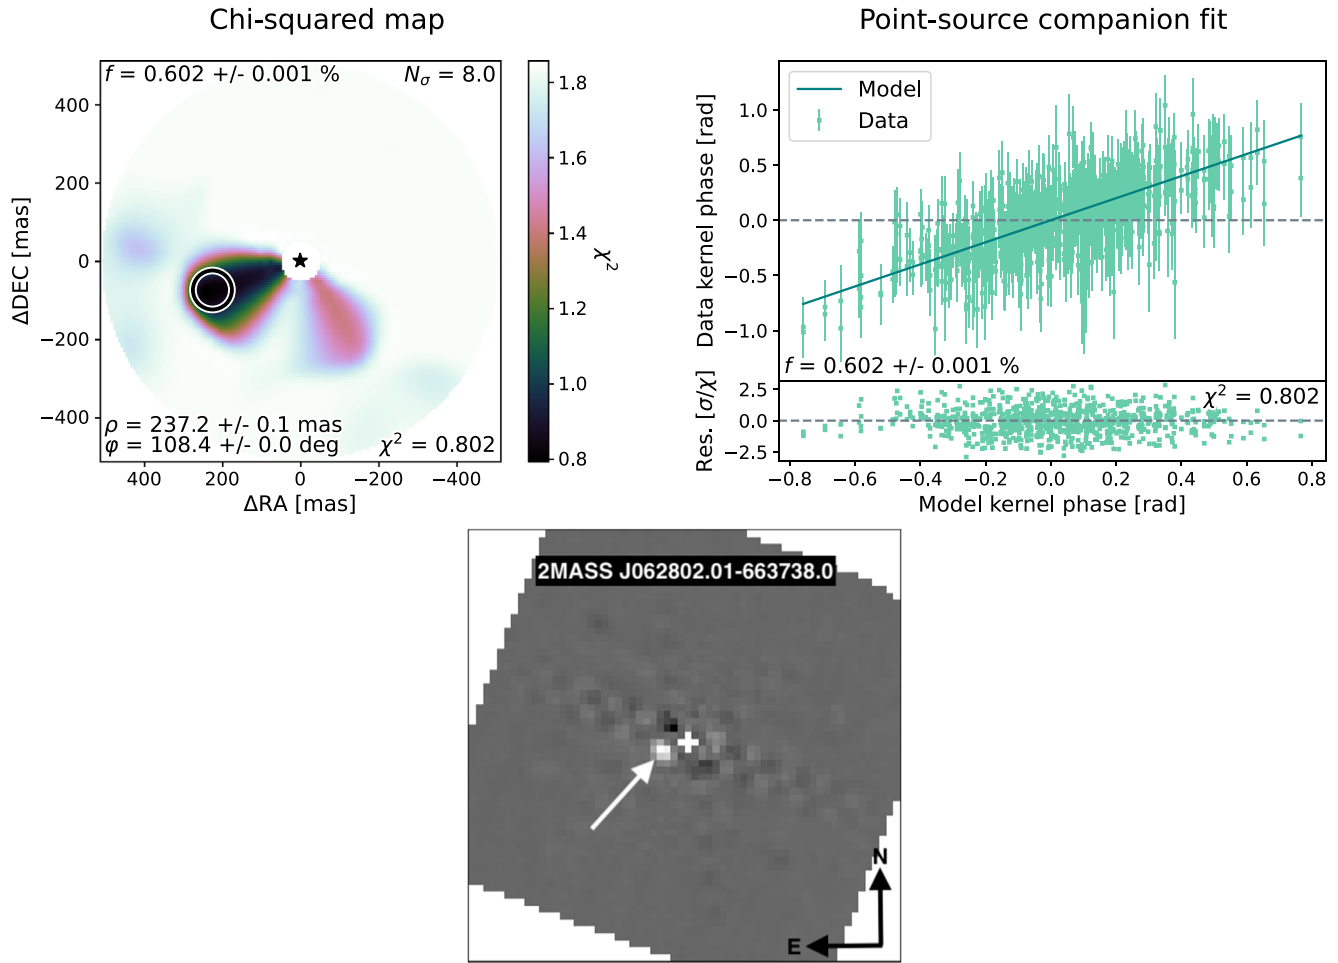 Chi-squared map
f = 0.602 +/- 0.001 %
Nσ = 8.0
400
200
0
−200
−400
ΔDEC [mas]
ρ = 237.2 +/- 0.1 mas
φ = 108.4 +/- 0.0 deg
χ² = 0.802
400
200
0
−200
−400
ΔRA [mas]
1.8
1.6
1.4
1.2
1.0
0.8
χ²
Point-source companion fit
Model
Data
1.0
0.5
0.0
−0.5
−1.0
Data kernel phase [rad]
f = 0.602 +/- 0.001 %
χ² = 0.802
2.5
0.0
−2.5
Res. [σ/χ]
−0.8
−0.6
−0.4
−0.2
0.0
0.2
0.4
0.6
0.8
Model kernel phase [rad]
2MASS J062802.01-663738.0
N
E